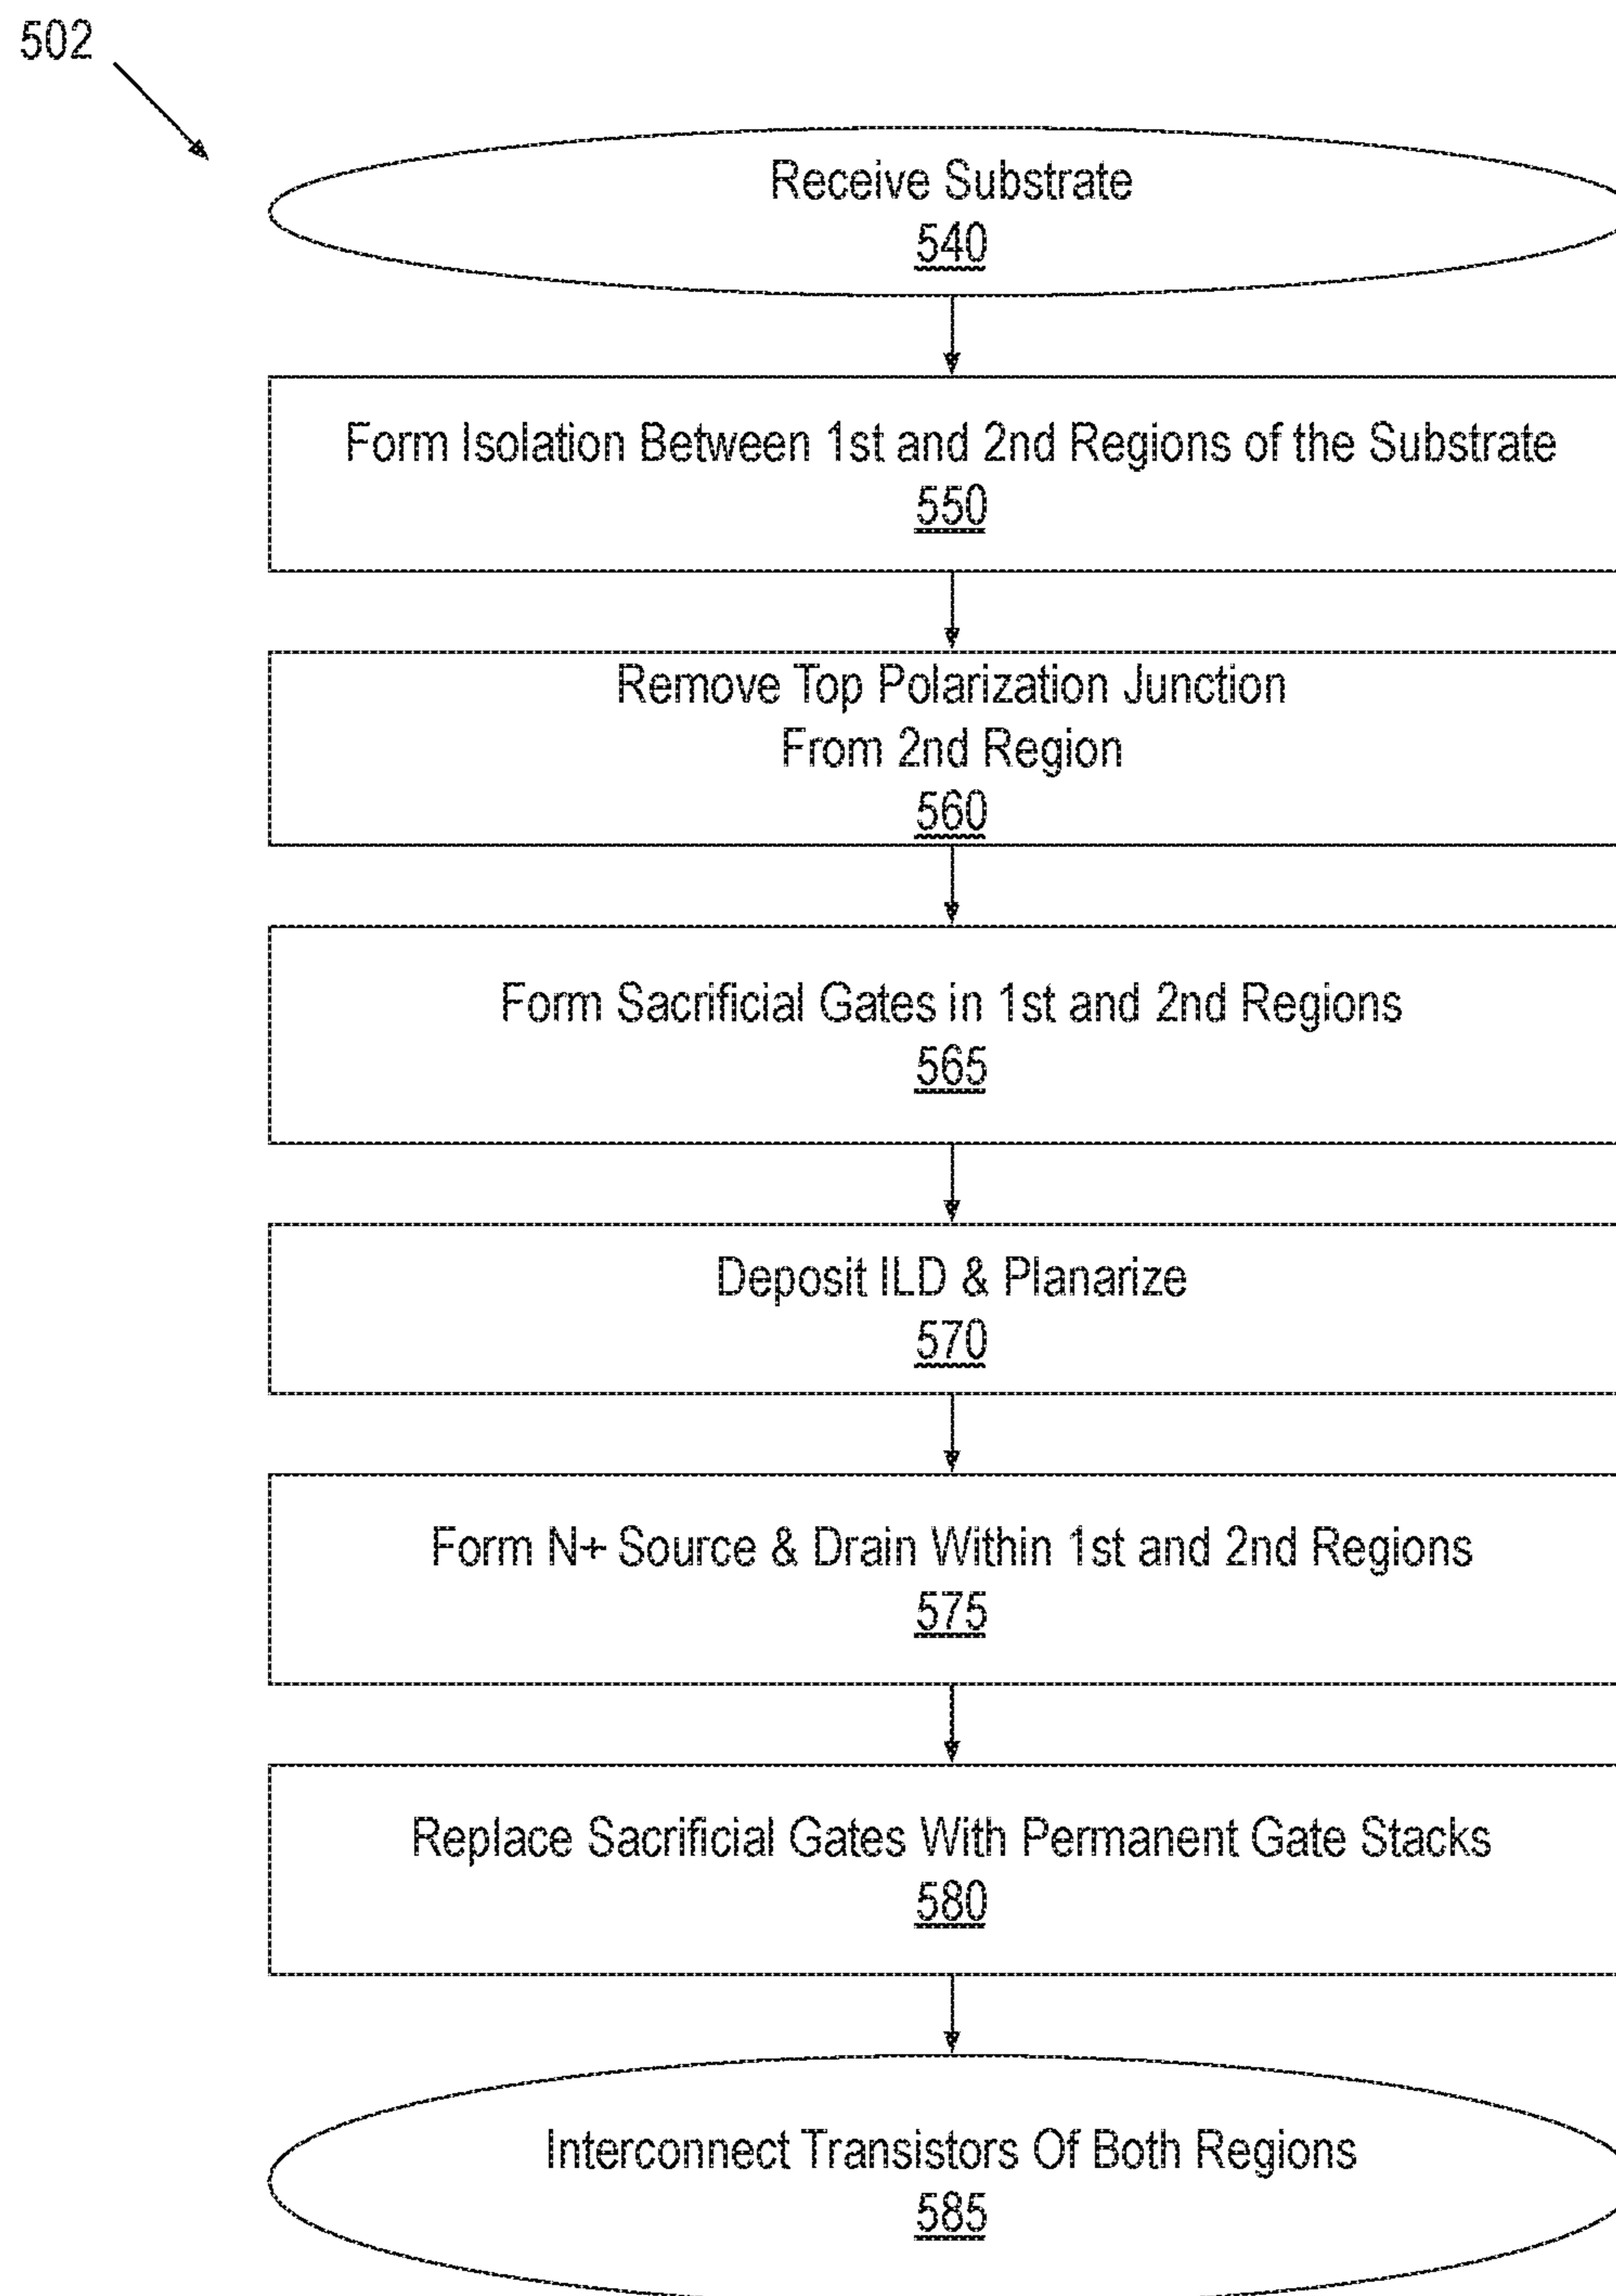 502
Receive Substrate
540
Form Isolation Between 1st and 2nd Regions of the Substrate
550
Remove Top Polarization Junction
From 2nd Region
560
Form Sacrificial Gates in 1st and 2nd Regions
565
Deposit ILD & Planarize
570
Form N+ Source & Drain Within 1st and 2nd Regions
575
Replace Sacrificial Gates With Permanent Gate Stacks
580
Interconnect Transistors Of Both Regions
585